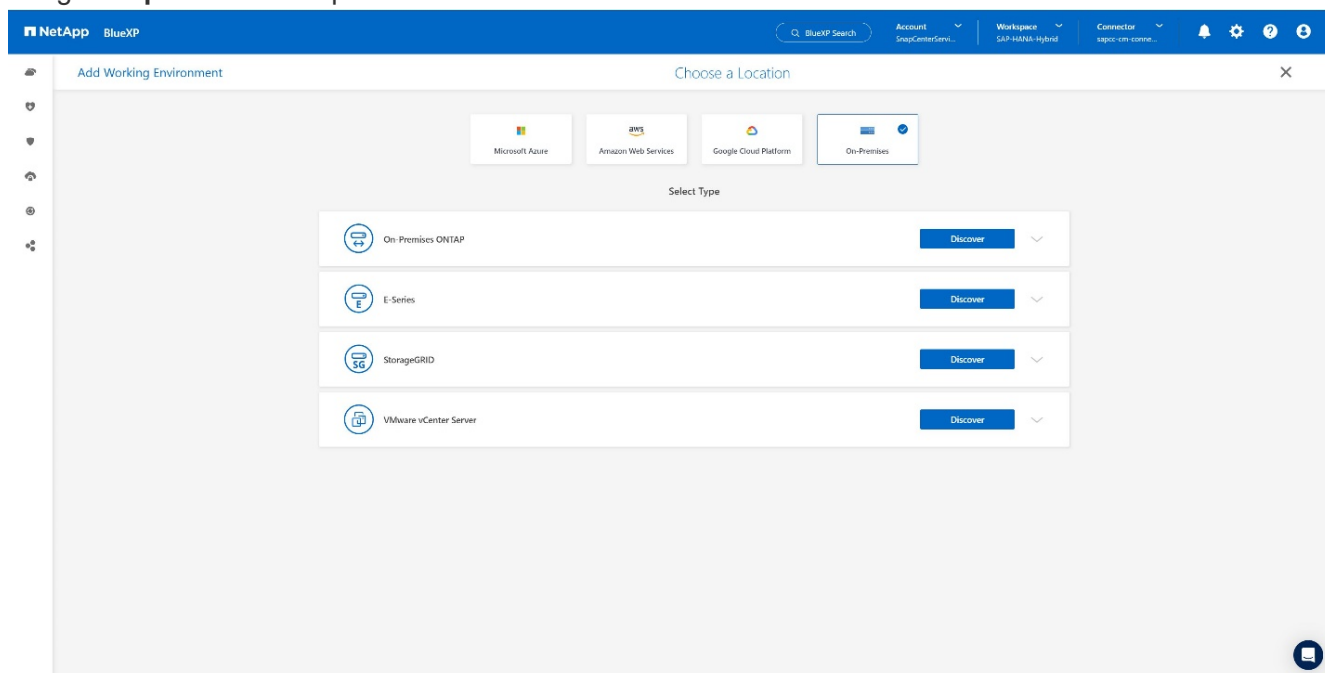 NetApp BlueXP
BlueXP Search
Account
SnapCenterServi...
Workspace
SAP-HANA-Hybrid
Connector
sapcc-cm-conne...
Add Working Environment
Choose a Location
Microsoft Azure
aws
Amazon Web Services
Google Cloud Platform
On-Premises
Select Type
On-Premises ONTAP
Discover
E
E-Series
Discover
SG
StorageGRID
Discover
VMware vCenter Server
Discover